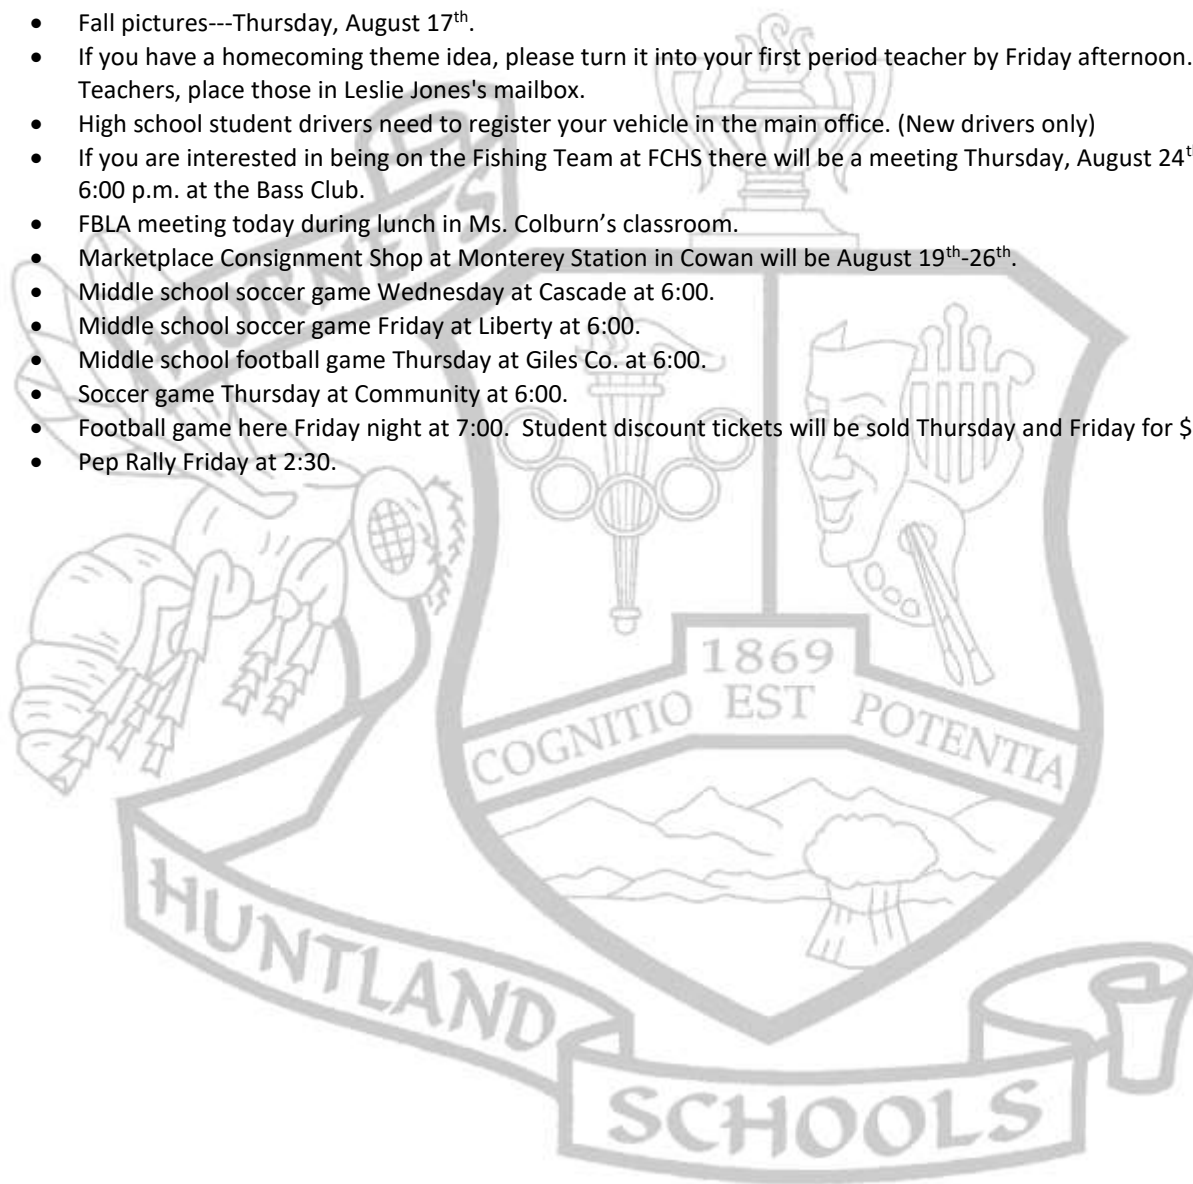 • Fall pictures---Thursday, August 17th.
• If you have a homecoming theme idea, please turn it into your first period teacher by Friday afternoon.
Teachers, place those in Leslie Jones's mailbox.
• High school student drivers need to register your vehicle in the main office. (New drivers only)
• If you are interested in being on the Fishing Team at FCHS there will be a meeting Thursday, August 24th
6:00 p.m. at the Bass Club.
• FBLA meeting today during lunch in Ms. Colburn’s classroom.
• Marketplace Consignment Shop at Monterey Station in Cowan will be August 19th-26th.
• Middle school soccer game Wednesday at Cascade at 6:00.
• Middle school soccer game Friday at Liberty at 6:00.
• Middle school football game Thursday at Giles Co. at 6:00.
• Soccer game Thursday at Community at 6:00.
• Football game here Friday night at 7:00.  Student discount tickets will be sold Thursday and Friday for $
• Pep Rally Friday at 2:30.
HORNETS
1869
COGNITIO EST POTENTIA
HUNTLAND
SCHOOLS